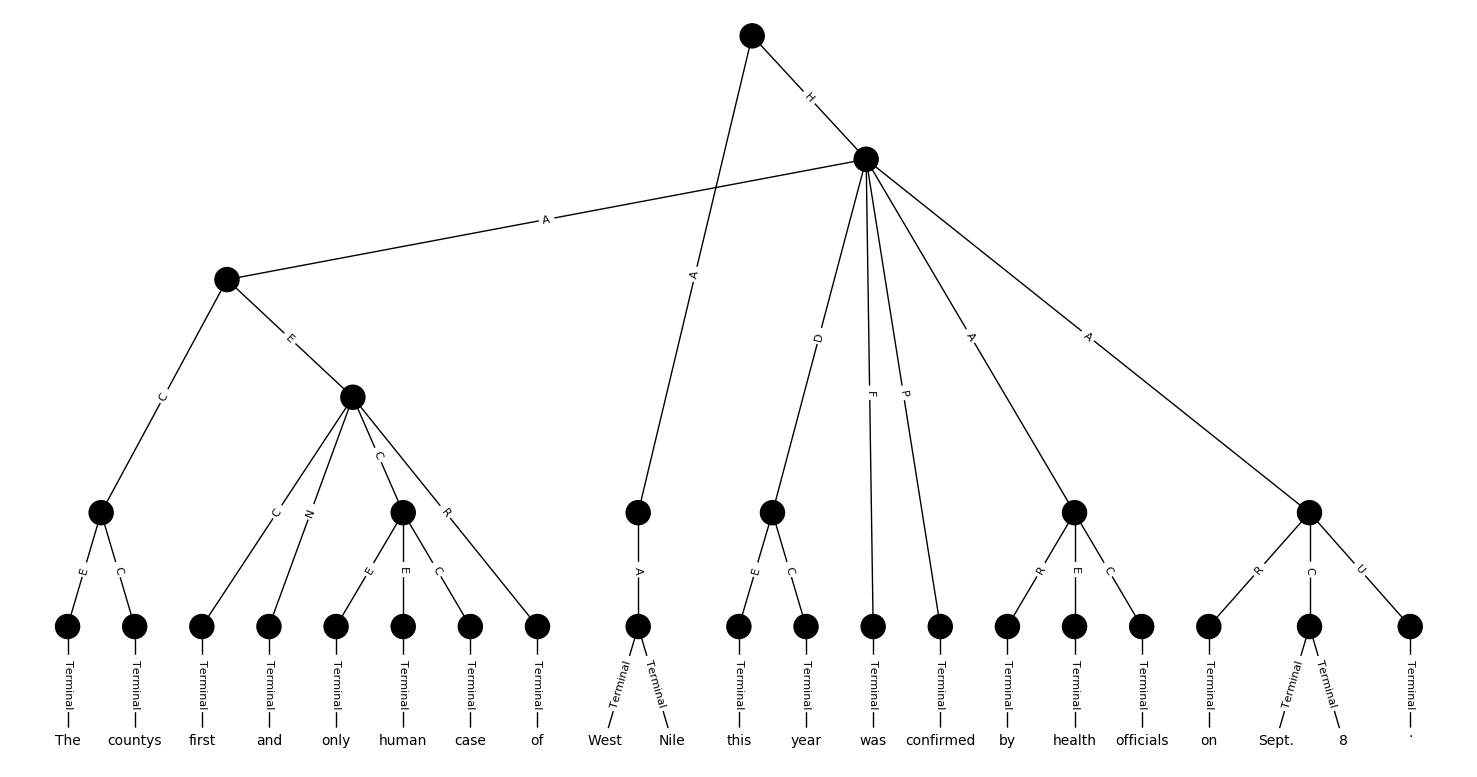 H
A
A
E
D
A
A
C
F
P
C
C
N
R
E
C
E
E
C
A
E
C
R
E
C
R
C
U
Terminal Terminal Terminal Terminal Terminal Terminal Terminal Terminal Terminal Terminal Terminal Terminal Terminal Terminal Terminal Terminal Terminal Terminal Terminal Terminal Terminal
The countys first and only human case of West Nile this year was confirmed by health officials on Sept. 8 .